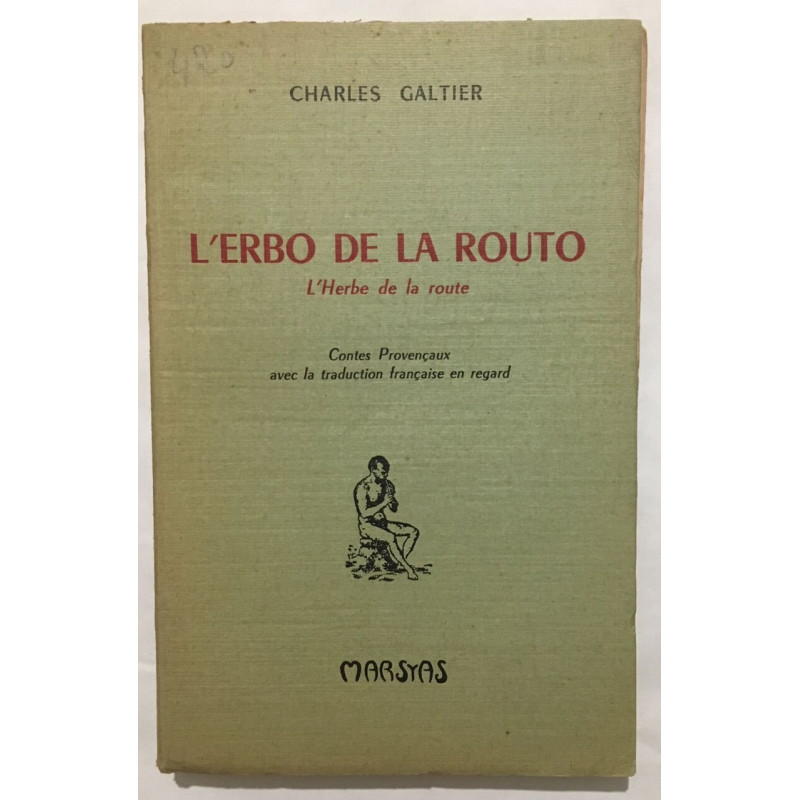 420
CHARLES GALTIER
L'ERBO DE LA ROUTO
L'Herbe de la route
Contes Provençaux
avec la traduction française en regard
MARSYAS